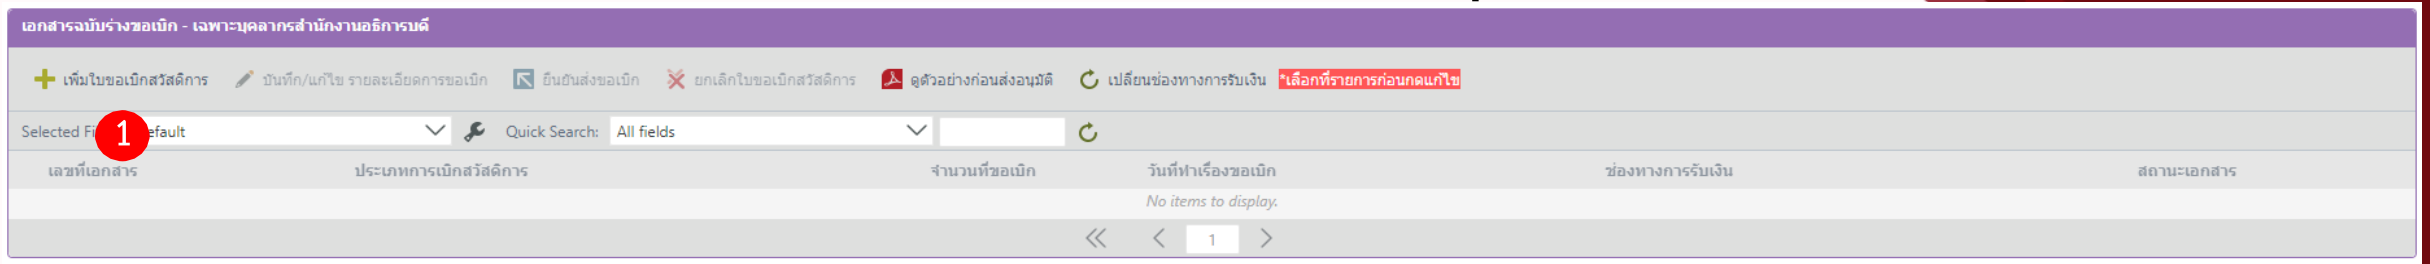 เอกสารฉบับร่างขอเบิก - เฉพาะบุคลากรสำนักงานอธิการบดี
เพิ่มใบขอเบิกสวัสดิการ บันทึก/แก้ไข รายละเอียดการขอเบิก ยืนยันส่งขอเบิก ยกเลิกใบขอเบิกสวัสดิการ ดูตัวอย่างก่อนส่งอนุมัติ เปลี่ยนช่องทางการรับเงิน *เลือกที่รายการก่อนกดแก้ไข
Selected 1 Quick Search: All fields
เลขที่เอกสาร ประเภทการเบิกสวัสดิการ จำนวนที่ขอเบิก วันที่ทำเรื่องขอเบิก ช่องทางการรับเงิน สถานะเอกสาร
No items to display.
1